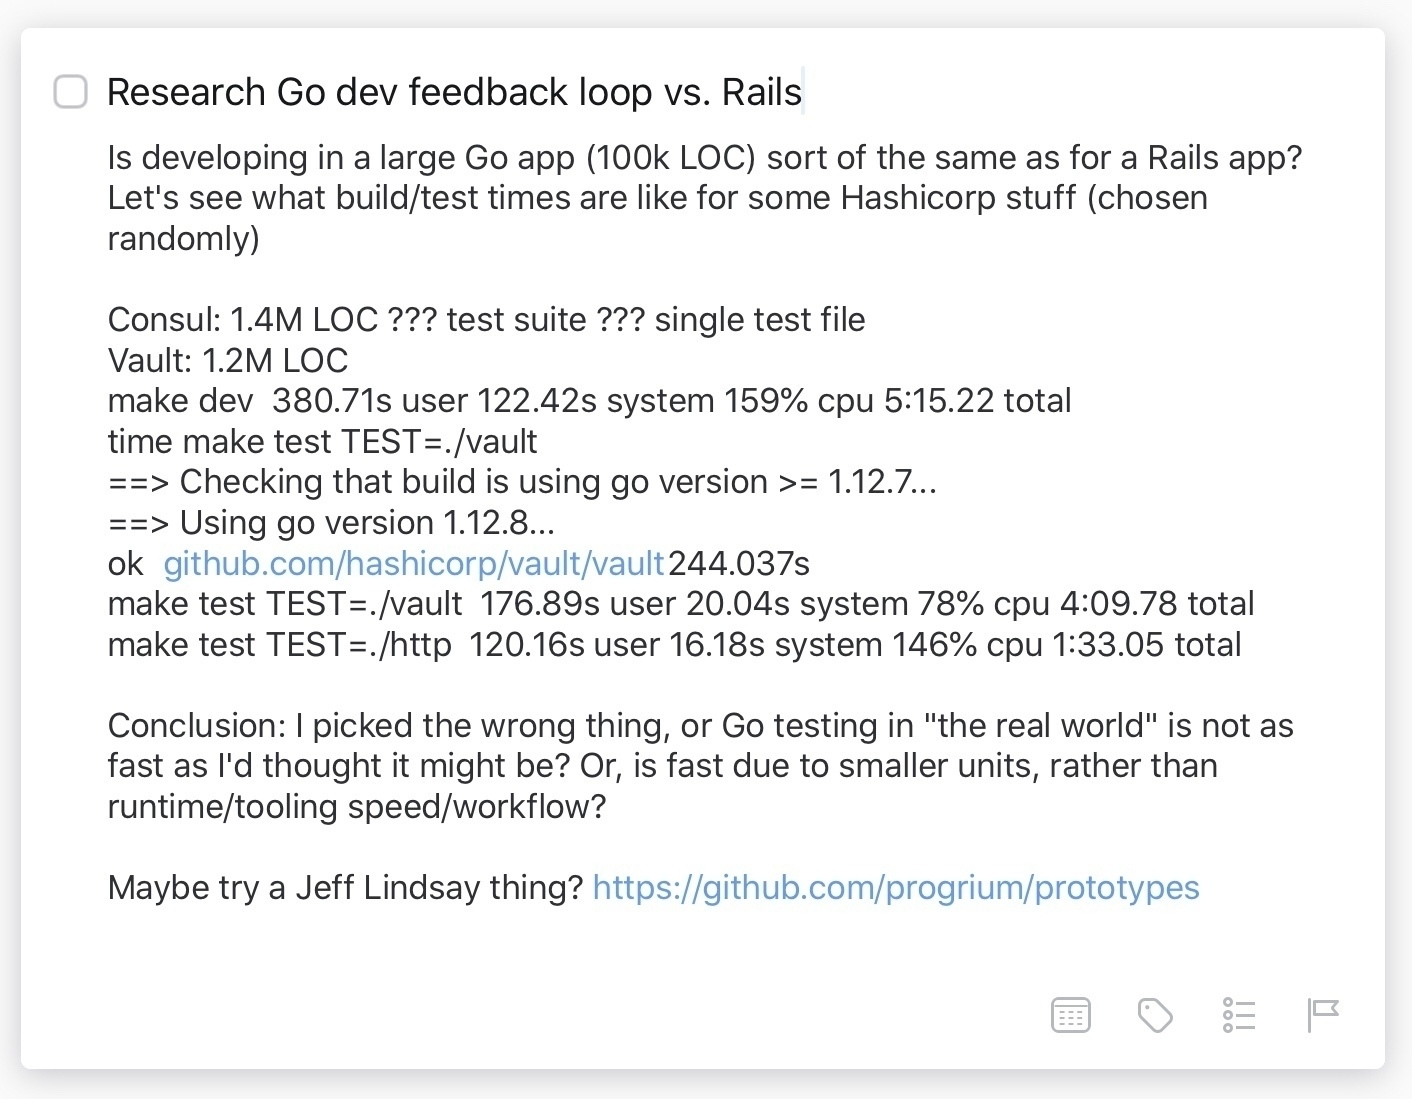 Research Go dev feedback loop vs. Rails
Is developing in a large Go app (100k LOC) sort of the same as for a Rails app?
Let's see what build/test times are like for some Hashicorp stuff (chosen
randomly)
Consul: 1.4M LOC ??? test suite ??? single test file
Vault: 1.2M LOC
make dev  380.71s user 122.42s system 159% cpu 5:15.22 total
time make test TEST=./vault
==> Checking that build is using go version >= 1.12.7...
==> Using go version 1.12.8...
ok  github.com/hashicorp/vault/vault 244.037s
make test TEST=./vault  176.89s user 20.04s system 78% cpu 4:09.78 total
make test TEST=./http  120.16s user 16.18s system 146% cpu 1:33.05 total
Conclusion: I picked the wrong thing, or Go testing in "the real world" is not as
fast as I'd thought it might be? Or, is fast due to smaller units, rather than
runtime/tooling speed/workflow?
Maybe try a Jeff Lindsay thing? https://github.com/progrium/prototypes